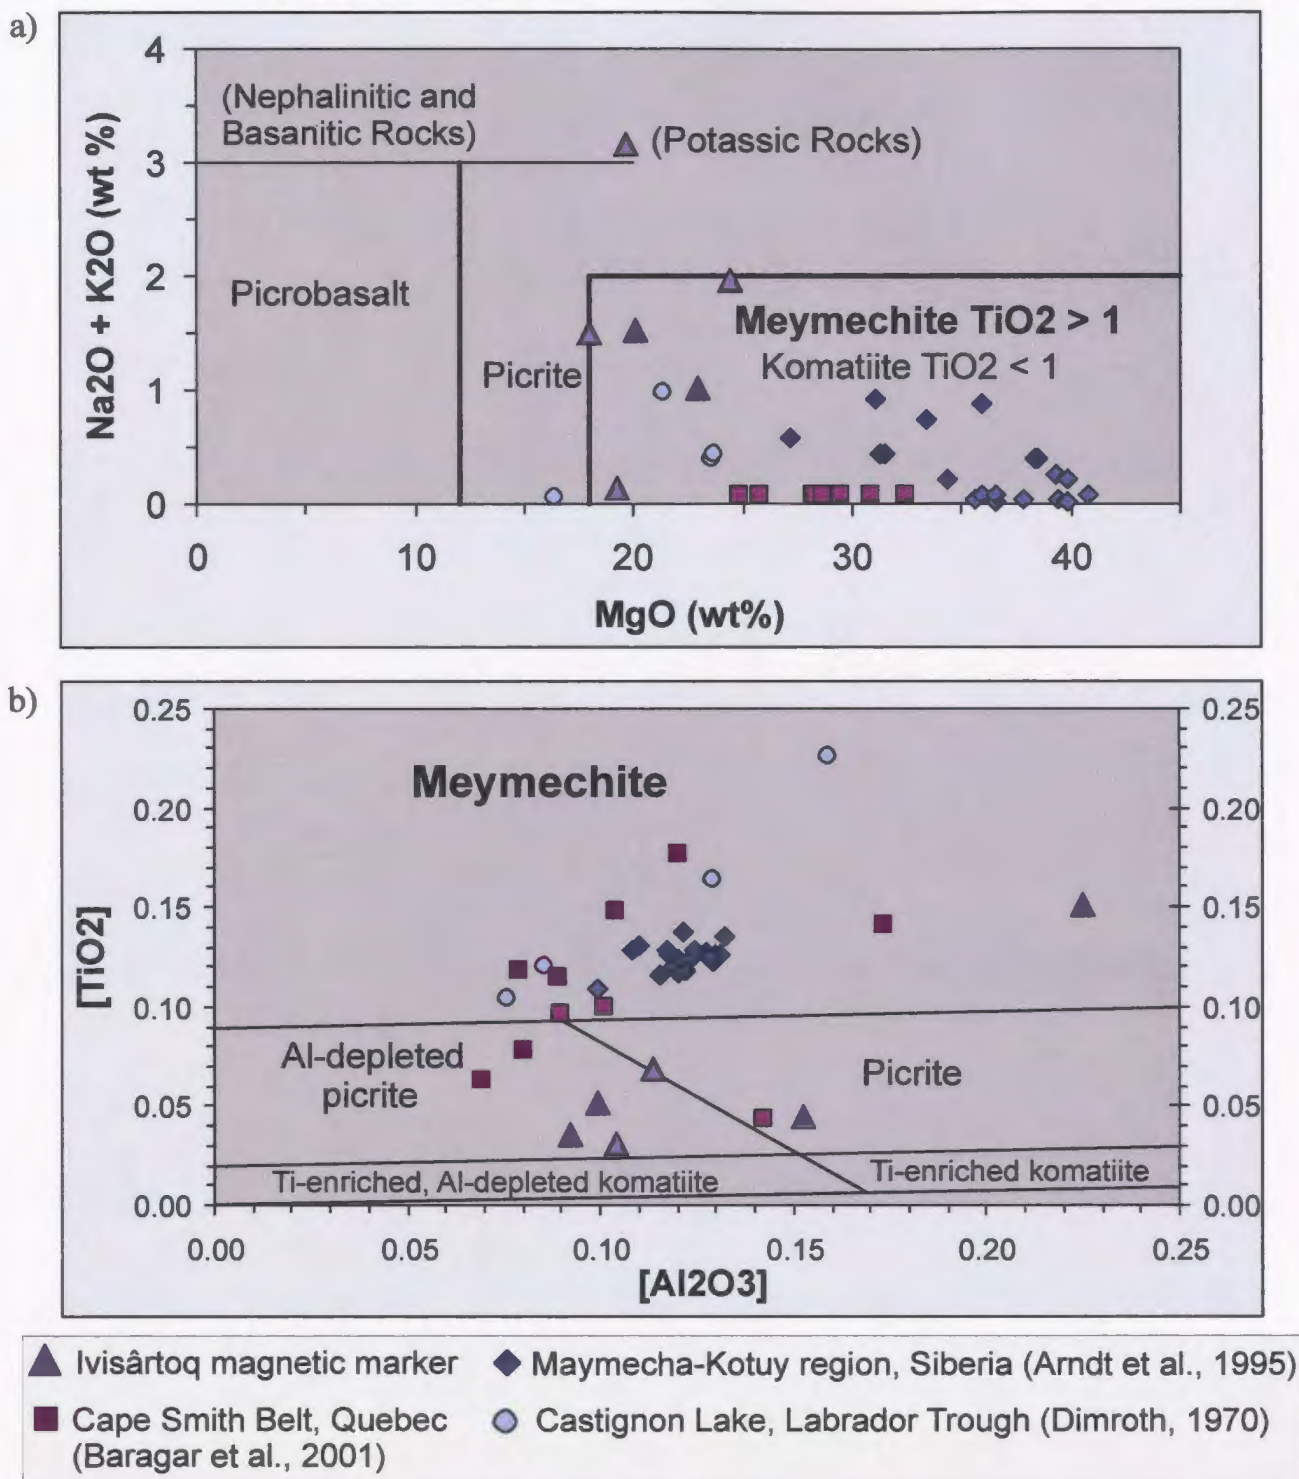 a)
4
(Nephalinitic and
Basanitic Rocks)
(Potassic Rocks)
3
2
Picrobasalt
Meymechite TiO2 > 1
Komatiite TiO2 < 1
Picrite
1
0
Na2O + K2O (wt %)
0 10 20 30 40
MgO (wt%)
b)
0.25 0.25
Meymechite
0.20 0.20
0.15 0.15
[TiO2]
0.10 0.10
Al-depleted
picrite
Picrite
0.05 0.05
Ti-enriched, Al-depleted komatiite
Ti-enriched komatiite
0.00 0.00
0.00 0.05 0.10 0.15 0.20 0.25
[Al2O3]
Ivisârtoq magnetic marker
Maymecha-Kotuy region, Siberia (Arndt et al., 1995)
Cape Smith Belt, Quebec
(Baragar et al., 2001)
Castignon Lake, Labrador Trough (Dimroth, 1970)